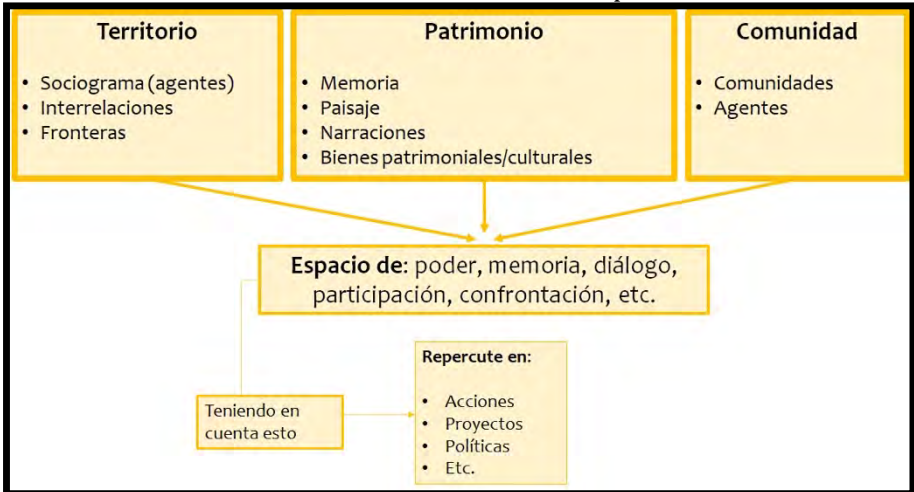 Territorio
• Sociograma (agentes)
• Interrelaciones
• Fronteras
Patrimonio
• Memoria
• Paisaje
• Narraciones
• Bienes patrimoniales/culturales
Comunidad
• Comunidades
• Agentes
Espacio de: poder, memoria, diálogo,
participación, confrontación, etc.
Teniendo en
cuenta esto
Repercute en:
• Acciones
• Proyectos
• Políticas
• Etc.